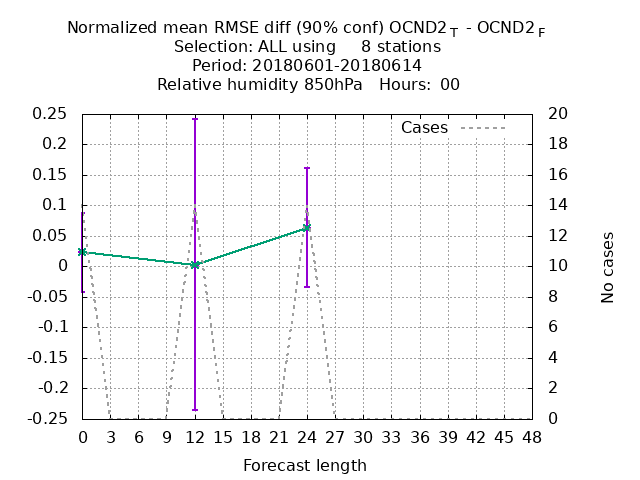 Normalized mean RMSE diff (90% conf) OCND2 T - OCND2 F
Selection: ALL using 8 stations
Period: 20180601-20180614
Relative humidity 850hPa Hours: 00
Cases
0.25
0.2
0.15
0.1
0.05
0
-0.05
-0.1
-0.15
-0.2
-0.25
20
18
16
14
12
10
8
6
4
2
0
No cases
0 3 6 9 12 15 18 21 24 27 30 33 36 39 42 45 48
Forecast length